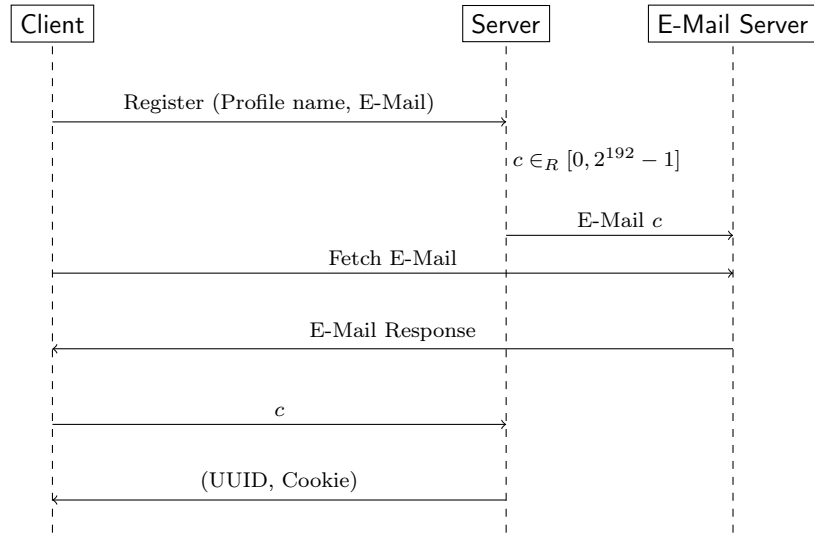 Client
Server
E-Mail Server
Register (Profile name, E-Mail)
c ∈_R [0, 2^192 − 1]
E-Mail c
Fetch E-Mail
E-Mail Response
c
(UUID, Cookie)